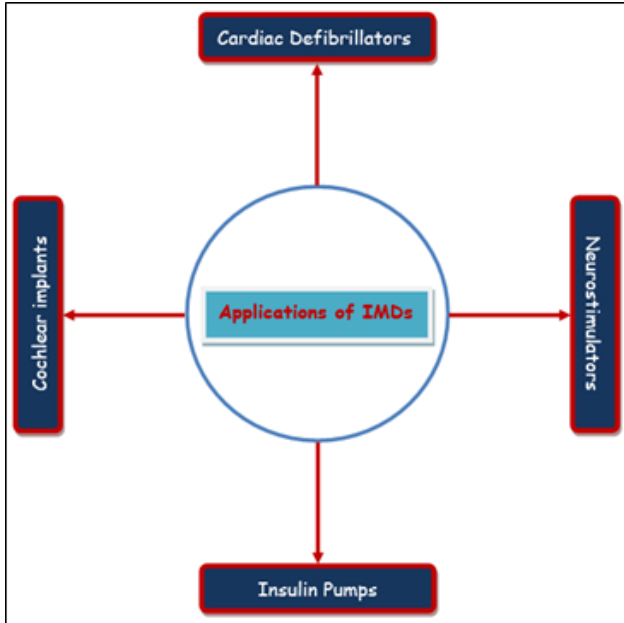 Cardiac Defibrillators
Cochlear implants
Applications of IMDs
Neurostimulators
Insulin Pumps